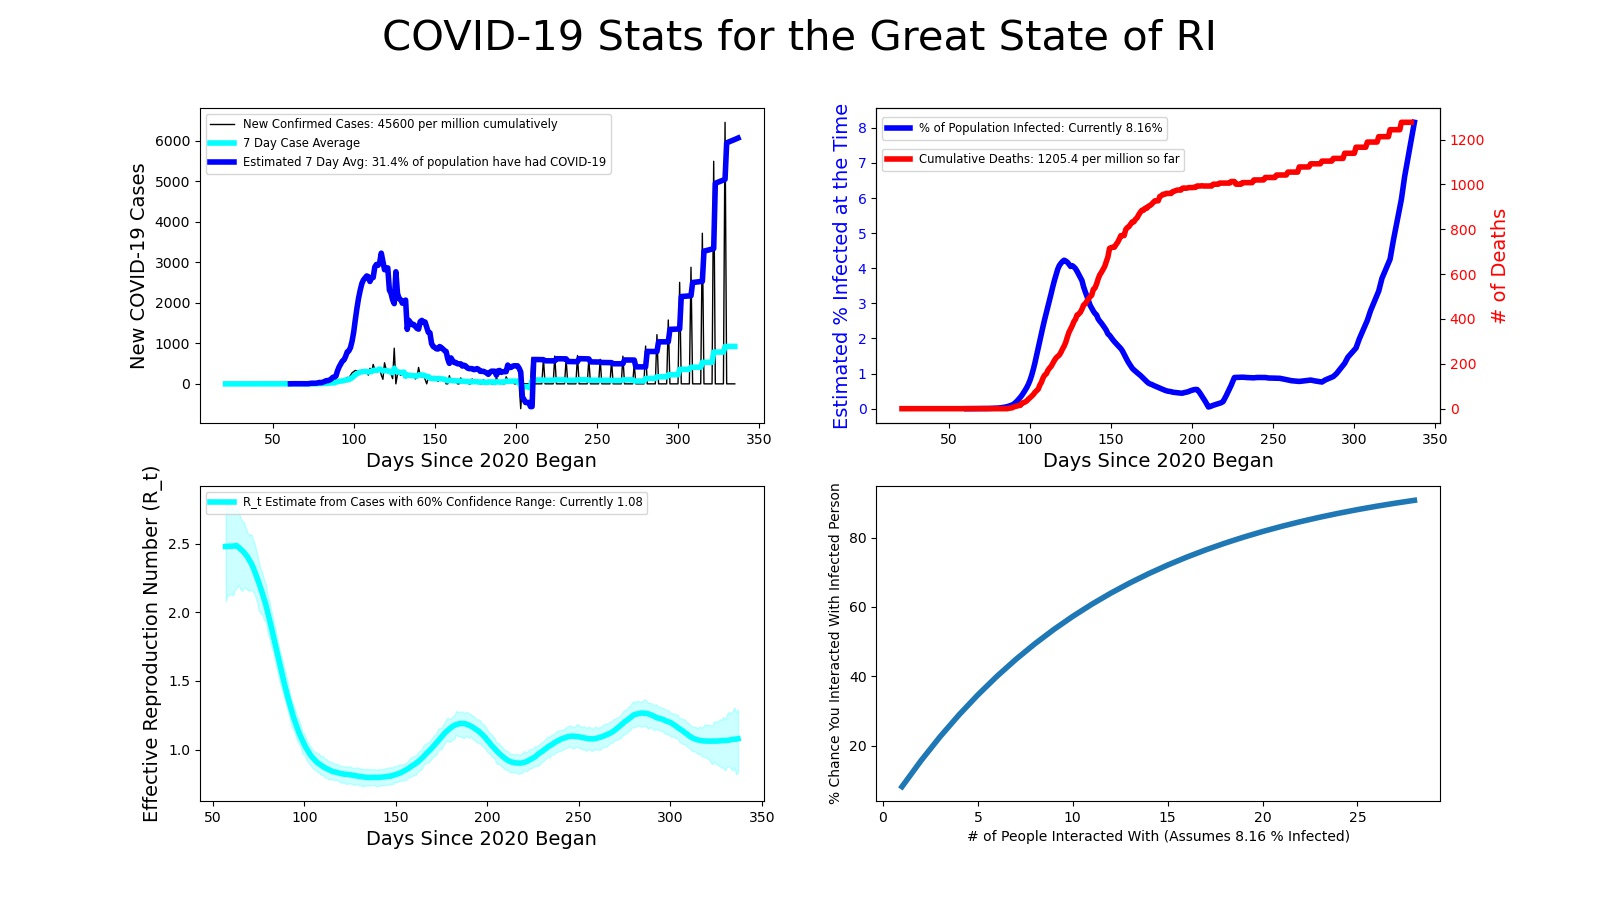 COVID-19 Stats for the Great State of RI
New COVID-19 Cases
6000
5000
4000
3000
2000
1000
0
New Confirmed Cases: 45600 per million cumulatively
7 Day Case Average
Estimated 7 Day Avg: 31.4% of population have had COVID-19
50 100 150 200 250 300 350
Days Since 2020 Began
Estimated % Infected at the Time
8
7
6
5
4
3
2
1
0
% of Population Infected: Currently 8.16%
Cumulative Deaths: 1205.4 per million so far
1200
1000
800
600
400
200
0
# of Deaths
50 100 150 200 250 300 350
Days Since 2020 Began
Effective Reproduction Number (R_t)
2.5
2.0
1.5
1.0
R_t Estimate from Cases with 60% Confidence Range: Currently 1.08
50 100 150 200 250 300 350
Days Since 2020 Began
% Chance You Interacted With Infected Person
80
60
40
20
0 5 10 15 20 25
# of People Interacted With (Assumes 8.16 % Infected)